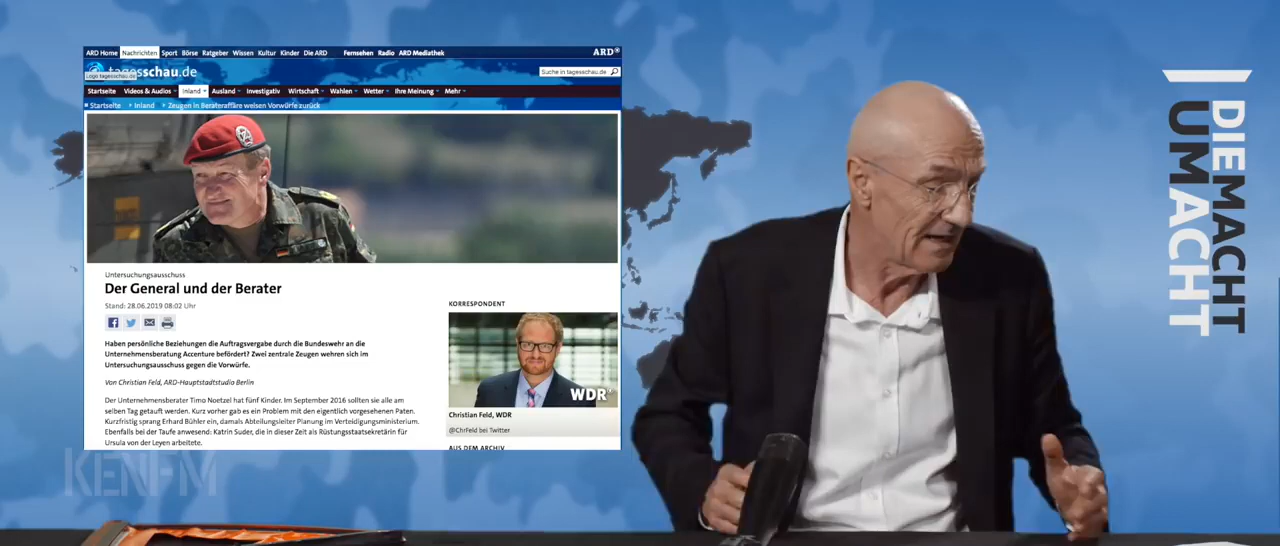 ARD Home Nachrichten Sport Börse Ratgeber Wissen Kultur Kinder Die ARD Fernsehen Radio ARD Mediathek
ARD
tagesschau.de
Logo tagesschau.de
Suche in tagesschau.de
Startseite Videos & Audios Inland Ausland Investigativ Wirtschaft Wahlen Wetter Ihre Meinung Mehr
Startseite Inland Zeugen in Berateraffäre weisen Vorwürfe zurück
Untersuchungsausschuss
Der General und der Berater
Stand: 28.06.2019 08:02 Uhr
Haben persönliche Beziehungen die Auftragsvergabe durch die Bundeswehr an die
Unternehmensberatung Accenture befördert? Zwei zentrale Zeugen wehren sich im
Untersuchungsausschuss gegen die Vorwürfe.
Von Christian Feld, ARD-Hauptstadtstudio Berlin
Der Unternehmensberater Timo Noetzel hat fünf Kinder. Im September 2016 sollten sie alle am
selben Tag getauft werden. Kurz vorher gab es ein Problem mit den eigentlich vorgesehenen Paten.
Kurzfristig sprang Erhard Bühler ein, damals Abteilungsleiter Planung im Verteidigungsministerium.
Ebenfalls bei der Taufe anwesend: Katrin Suder, die in dieser Zeit als Rüstungsstaatsekretärin für
Ursula von der Leyen arbeitete.
KORRESPONDENT
WDR
Christian Feld, WDR
@ChrFeld bei Twitter
AUS DEM ARCHIV
KENFM
DIE MACHT
UM ACHT